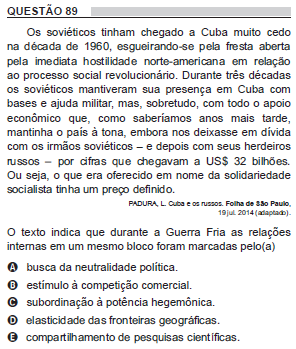 QUESTÃO 89
Os soviéticos tinham chegado a Cuba muito cedo
na década de 1960, esgueirando-se pela fresta aberta
pela imediata hostilidade norte-americana em relação
ao processo social revolucionário. Durante três décadas
os soviéticos mantiveram sua presença em Cuba com
bases e ajuda militar, mas, sobretudo, com todo o apoio
econômico que, como saberíamos anos mais tarde,
mantinha o país à tona, embora nos deixasse em dívida
com os irmãos soviéticos – e depois com seus herdeiros
russos – por cifras que chegavam a US$ 32 bilhões.
Ou seja, o que era oferecido em nome da solidariedade
socialista tinha um preço definido.
PADURA, L. Cuba e os russos. Folha de São Paulo,
19 jul. 2014 (adaptado).
O texto indica que durante a Guerra Fria as relações
internas em um mesmo bloco foram marcadas pelo(a)
A busca da neutralidade política.
B estímulo à competição comercial.
C subordinação à potência hegemônica.
D elasticidade das fronteiras geográficas.
E compartilhamento de pesquisas científicas.